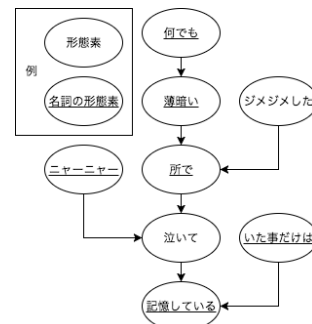 形態素
例
名詞の形態素
何でも
薄暗い
ジメジメした
ニャーニャー
所で
泣いて
いた事だけは
記憶している